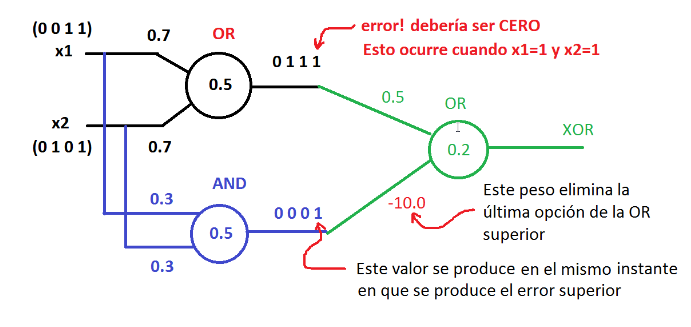 (0 0 1 1)
x1
0.7
OR
0.5
0 1 1 1
error! debería ser CERO
Esto ocurre cuando x1=1 y x2=1
x2
(0 1 0 1)
0.7
0.5
OR
0.2
XOR
0.3
AND
0.5
0.3
0 0 0 1
-10.0
Este peso elimina la
última opción de la OR
superior
Este valor se produce en el mismo instante
en que se produce el error superior